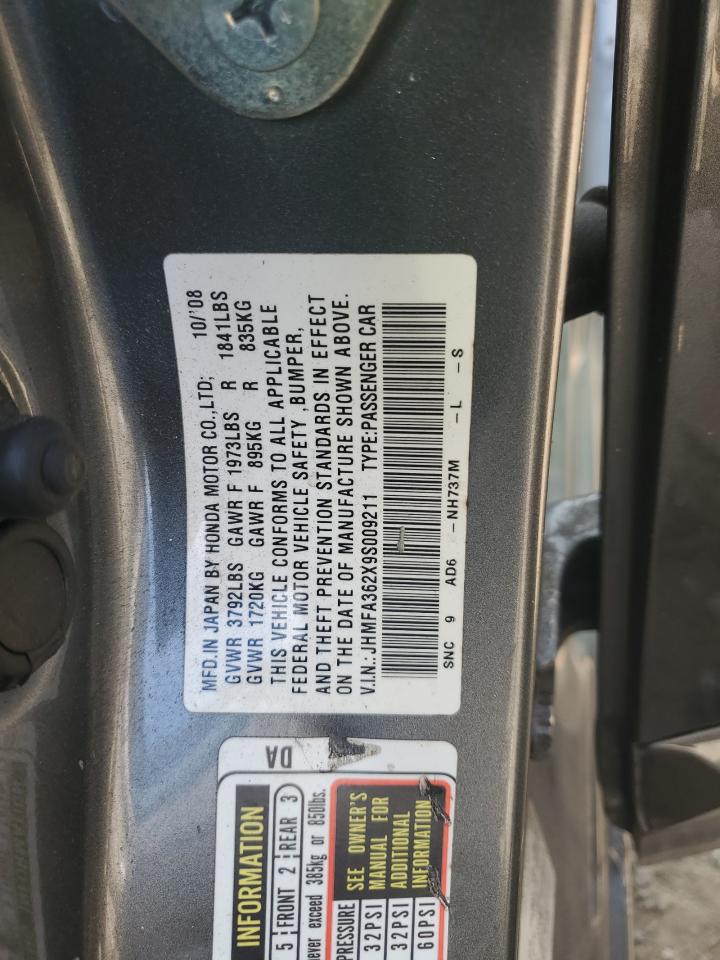 MFD.IN JAPAN BY HONDA MOTOR CO.,LTD; 10/'08
GVWR 3792LBS GAWR F 1973LBS R 1841LBS
GVWR 1720KG GAWR F 895KG R 835KG
THIS VEHICLE CONFORMS TO ALL APPLICABLE
FEDERAL MOTOR VEHICLE SAFETY ,BUMPER,
AND THEFT PREVENTION STANDARDS IN EFFECT
ON THE DATE OF MANUFACTURE SHOWN ABOVE.
V.I.N.: JHMFA362X9S009211 TYPE:PASSENGER CAR
SNC 9 AD6 -NH737M -L -S
DA
INFORMATION
5 FRONT 2 REAR 3
never exceed 385kg or 850lbs.
PRESSURE SEE OWNER'S
32PSI MANUAL FOR
32PSI ADDITIONAL
60PSI INFORMATION